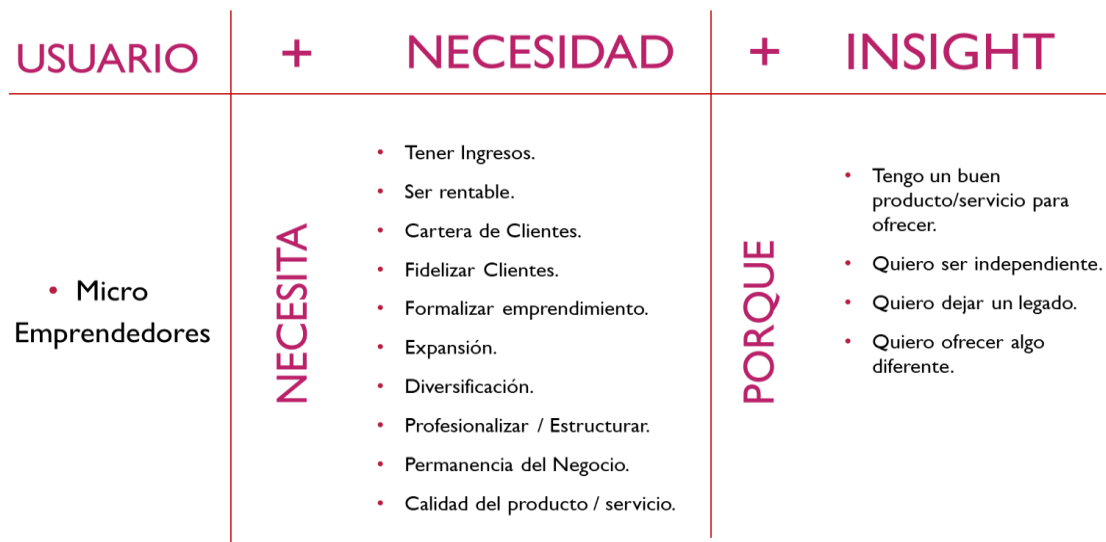 USUARIO + NECESIDAD + INSIGHT
• Micro
Emprendedores
NECESITA
• Tener Ingresos.
• Ser rentable.
• Cartera de Clientes.
• Fidelizar Clientes.
• Formalizar emprendimiento.
• Expansión.
• Diversificación.
• Profesionalizar / Estructurar.
• Permanencia del Negocio.
• Calidad del producto / servicio.
PORQUE
• Tengo un buen
producto/servicio para
ofrecer.
• Quiero ser independiente.
• Quiero dejar un legado.
• Quiero ofrecer algo
diferente.